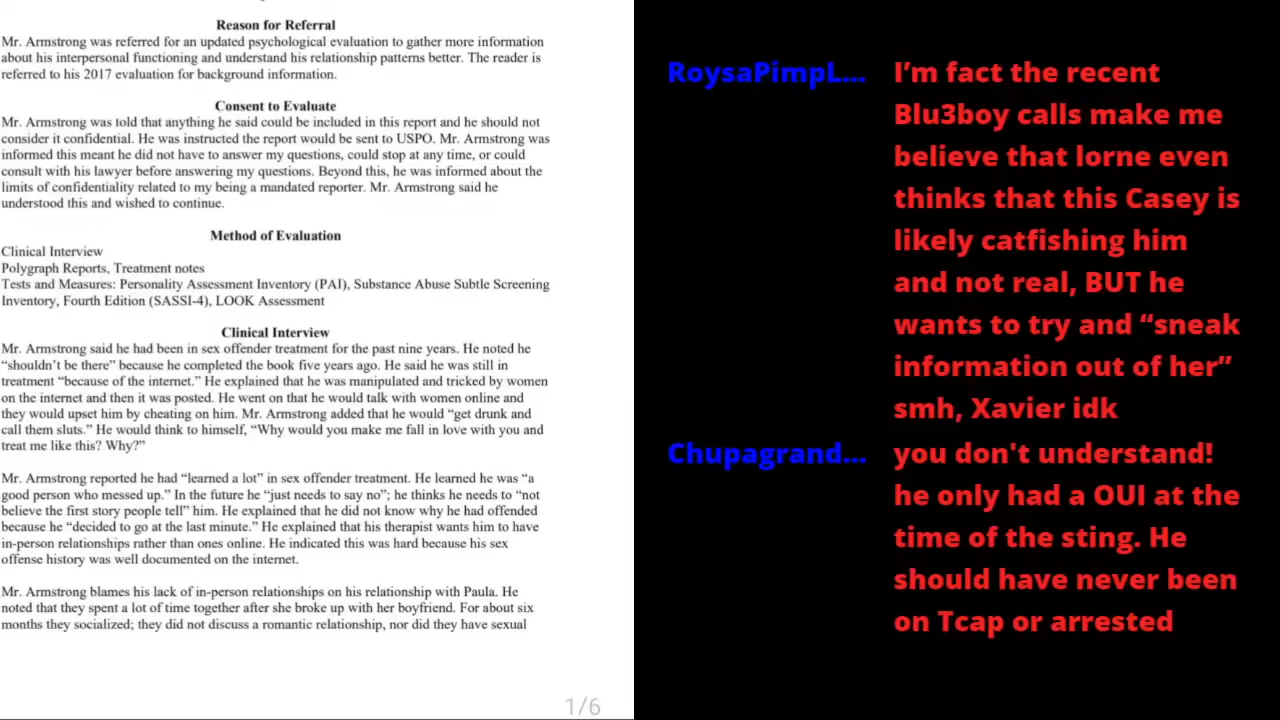 Reason for Referral
Mr. Armstrong was referred for an updated psychological evaluation to gather more information
about his interpersonal functioning and understand his relationship patterns better. The reader is
referred to his 2017 evaluation for background information.
Consent to Evaluate
Mr. Armstrong was told that anything he said could be included in this report and he should not
consider it confidential. He was instructed the report would be sent to USPO. Mr. Armstrong was
informed this meant he did not have to answer my questions, could stop at any time, or could
consult with his lawyer before answering my questions. Beyond this, he was informed about the
limits of confidentiality related to my being a mandated reporter. Mr. Armstrong said he
understood this and wished to continue.
Method of Evaluation
Clinical Interview
Polygraph Reports, Treatment notes
Tests and Measures: Personality Assessment Inventory (PAI), Substance Abuse Subtle Screening
Inventory, Fourth Edition (SASSI-4), LOOK Assessment
Clinical Interview
Mr. Armstrong said he had been in sex offender treatment for the past nine years. He noted he
“shouldn’t be there” because he completed the book five years ago. He said he was still in
treatment “because of the internet.” He explained that he was manipulated and tricked by women
on the internet and then it was posted. He went on that he would talk with women online and
they would upset him by cheating on him. Mr. Armstrong added that he would “get drunk and
call them sluts.” He would think to himself, “Why would you make me fall in love with you and
treat me like this? Why?”
Mr. Armstrong reported he had “learned a lot” in sex offender treatment. He learned he was “a
good person who messed up.” In the future he “just needs to say no”; he thinks he needs to “not
believe the first story people tell” him. He explained that he did not know why he had offended
because he “decided to go at the last minute.” He explained that his therapist wants him to have
in-person relationships rather than ones online. He indicated this was hard because his sex
offense history was well documented on the internet.
Mr. Armstrong blames his lack of in-person relationships on his relationship with Paula. He
noted that they spent a lot of time together after she broke up with her boyfriend. For about six
months they socialized; they did not discuss a romantic relationship, nor did they have sexual
1/6
RoysaPimpL... I’m fact the recent
Blu3boy calls make me
believe that lorne even
thinks that this Casey is
likely catfishing him
and not real, BUT he
wants to try and “sneak
information out of her”
smh, Xavier idk
Chupagrand... you don't understand!
he only had a OUI at the
time of the sting. He
should have never been
on Tcap or arrested